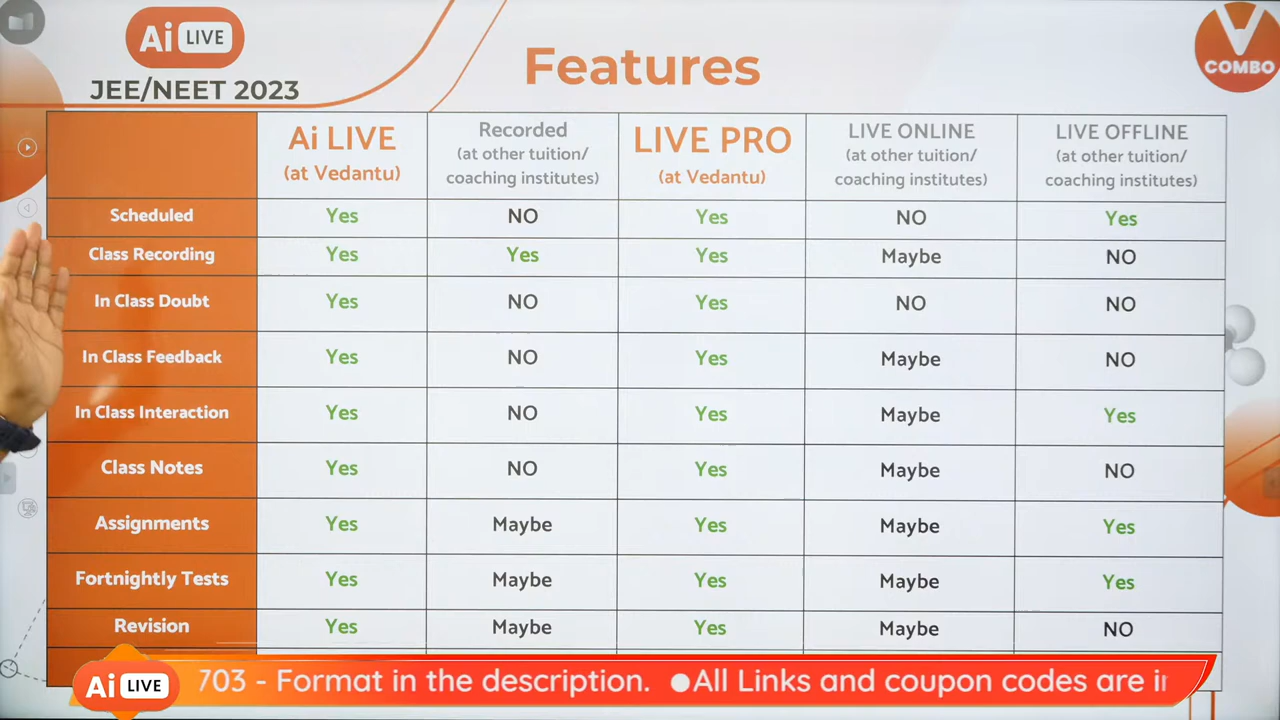 Ai LIVE
JEE/NEET 2023
Features
COMBO
Ai LIVE
(at Vedantu)
Recorded
(at other tuition/
coaching institutes)
LIVE PRO
(at Vedantu)
LIVE ONLINE
(at other tuition/
coaching institutes)
LIVE OFFLINE
(at other tuition/
coaching institutes)
Scheduled Yes NO Yes NO Yes
Class Recording Yes Yes Yes Maybe NO
In Class Doubt Yes NO Yes NO NO
In Class Feedback Yes NO Yes Maybe NO
In Class Interaction Yes NO Yes Maybe Yes
Class Notes Yes NO Yes Maybe NO
Assignments Yes Maybe Yes Maybe Yes
Fortnightly Tests Yes Maybe Yes Maybe Yes
Revision Yes Maybe Yes Maybe NO
Ai LIVE
703 - Format in the description. ●All Links and coupon codes are